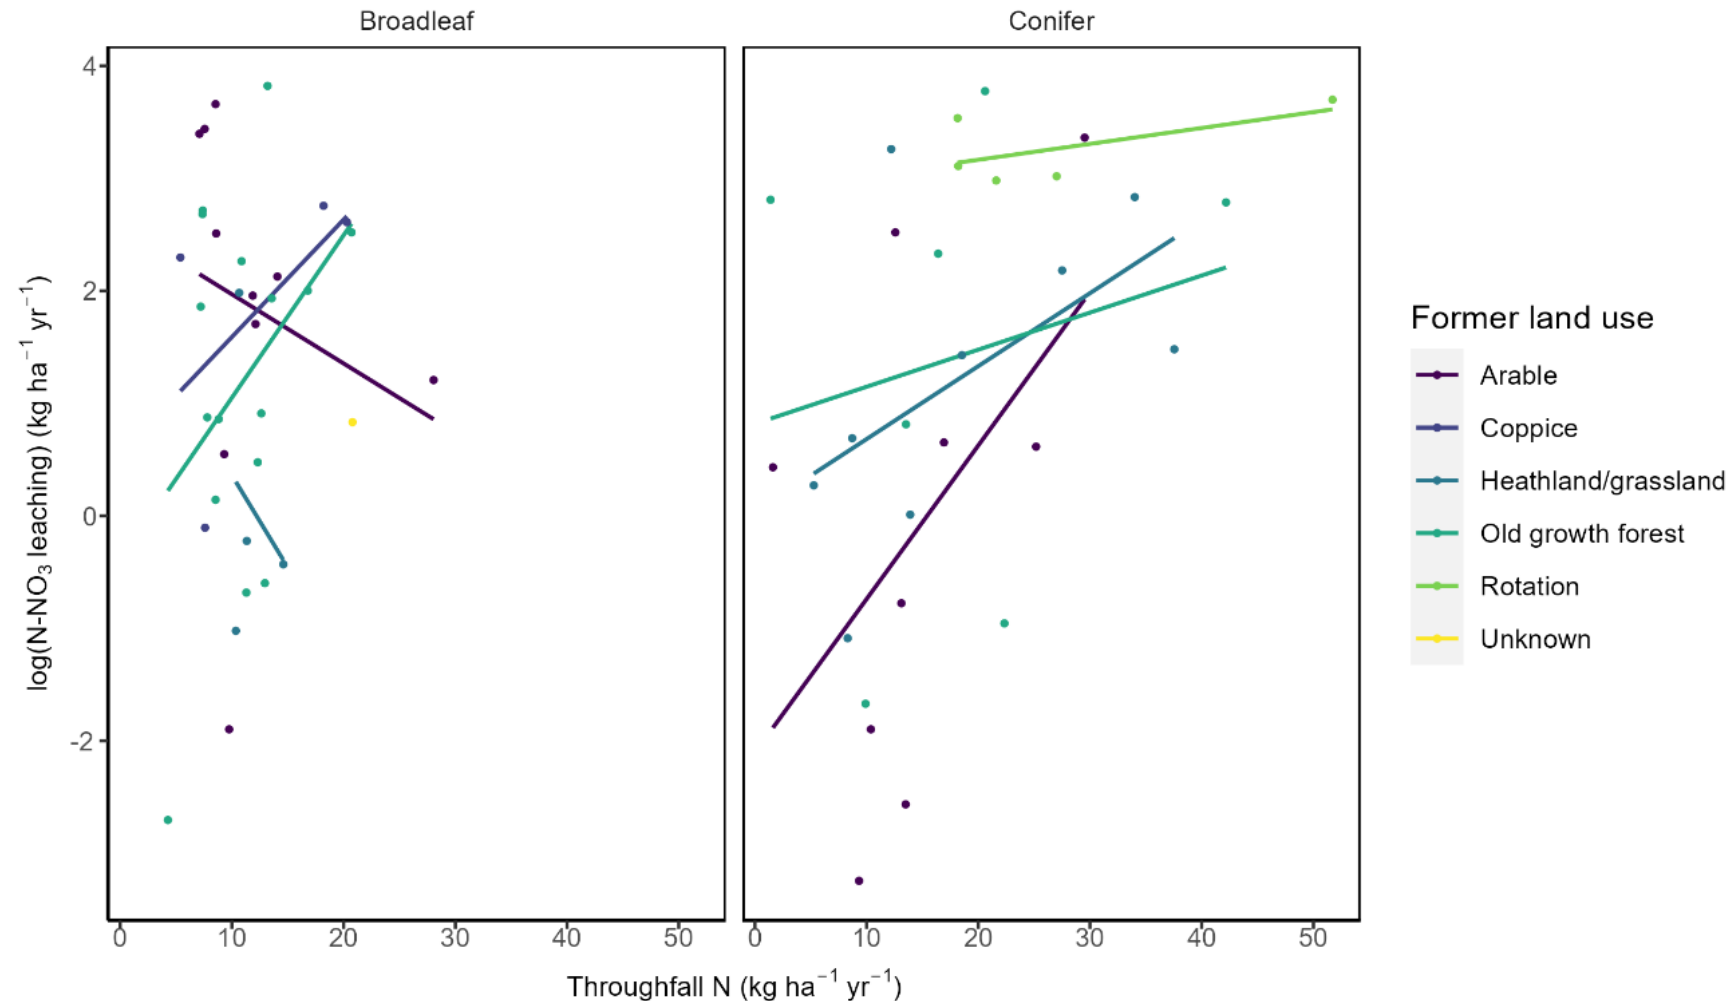 Broadleaf Conifer
4
2
0
-2
log(N-NO₃ leaching) (kg ha⁻¹ yr⁻¹)
0 10 20 30 40 50 0 10 20 30 40 50
Throughfall N (kg ha⁻¹ yr⁻¹)
Former land use
Arable
Coppice
Heathland/grassland
Old growth forest
Rotation
Unknown